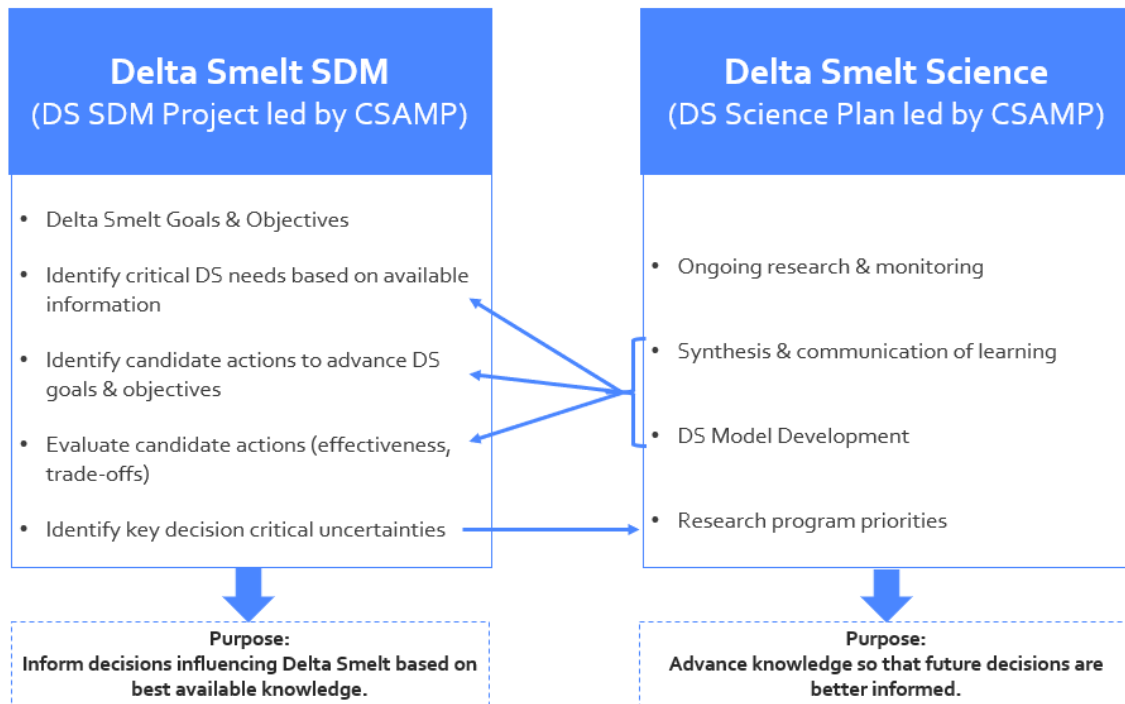 Delta Smelt SDM
(DS SDM Project led by CSAMP)
• Delta Smelt Goals & Objectives
• Identify critical DS needs based on available
information
• Identify candidate actions to advance DS
goals & objectives
• Evaluate candidate actions (effectiveness,
trade-offs)
• Identify key decision critical uncertainties
Purpose:
Inform decisions influencing Delta Smelt based on
best available knowledge.
Delta Smelt Science
(DS Science Plan led by CSAMP)
• Ongoing research & monitoring
• Synthesis & communication of learning
• DS Model Development
• Research program priorities
Purpose:
Advance knowledge so that future decisions are
better informed.